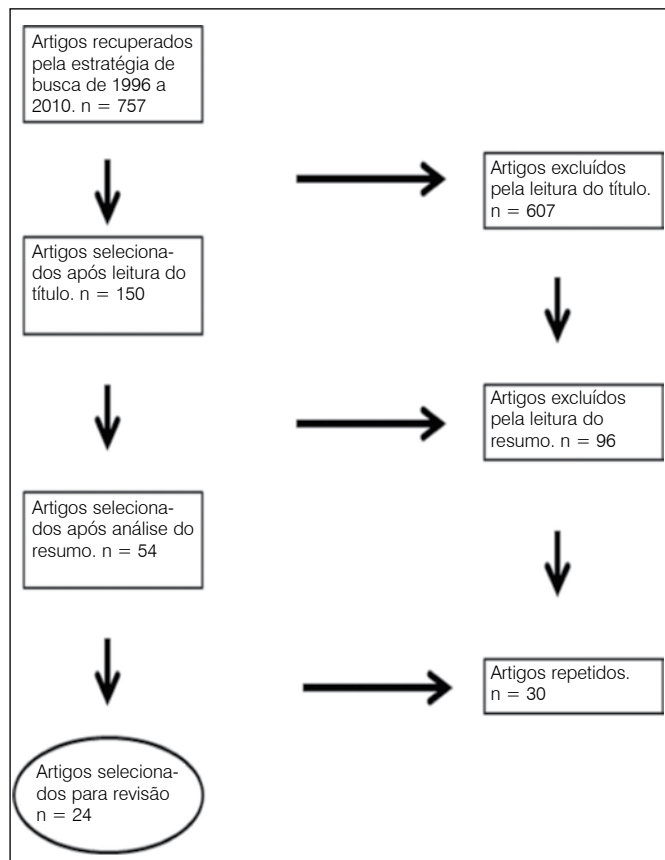 Artigos recuperados
pela estratégia de
busca de 1996 a
2010. n = 757
Artigos excluídos
pela leitura do título.
n = 607
Artigos seleciona-
dos após leitura do
título. n = 150
Artigos excluídos
pela leitura do
resumo. n = 96
Artigos seleciona-
dos após análise do
resumo. n = 54
Artigos repetidos.
n = 30
Artigos seleciona-
dos para revisão
n = 24